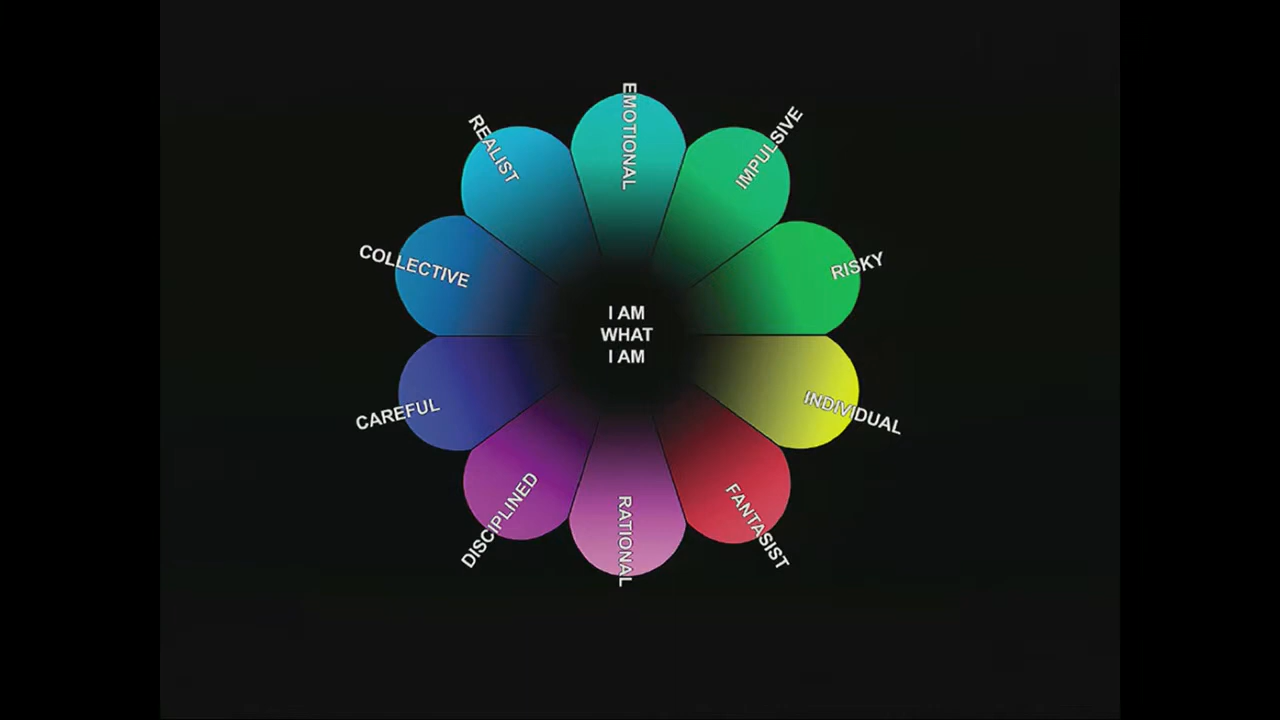 EMOTIONAL
IMPULSIVE
RISKY
INDIVIDUAL
FANTASIST
RATIONAL
DISCIPLINED
CAREFUL
COLLECTIVE
REALIST
I AM
WHAT
I AM